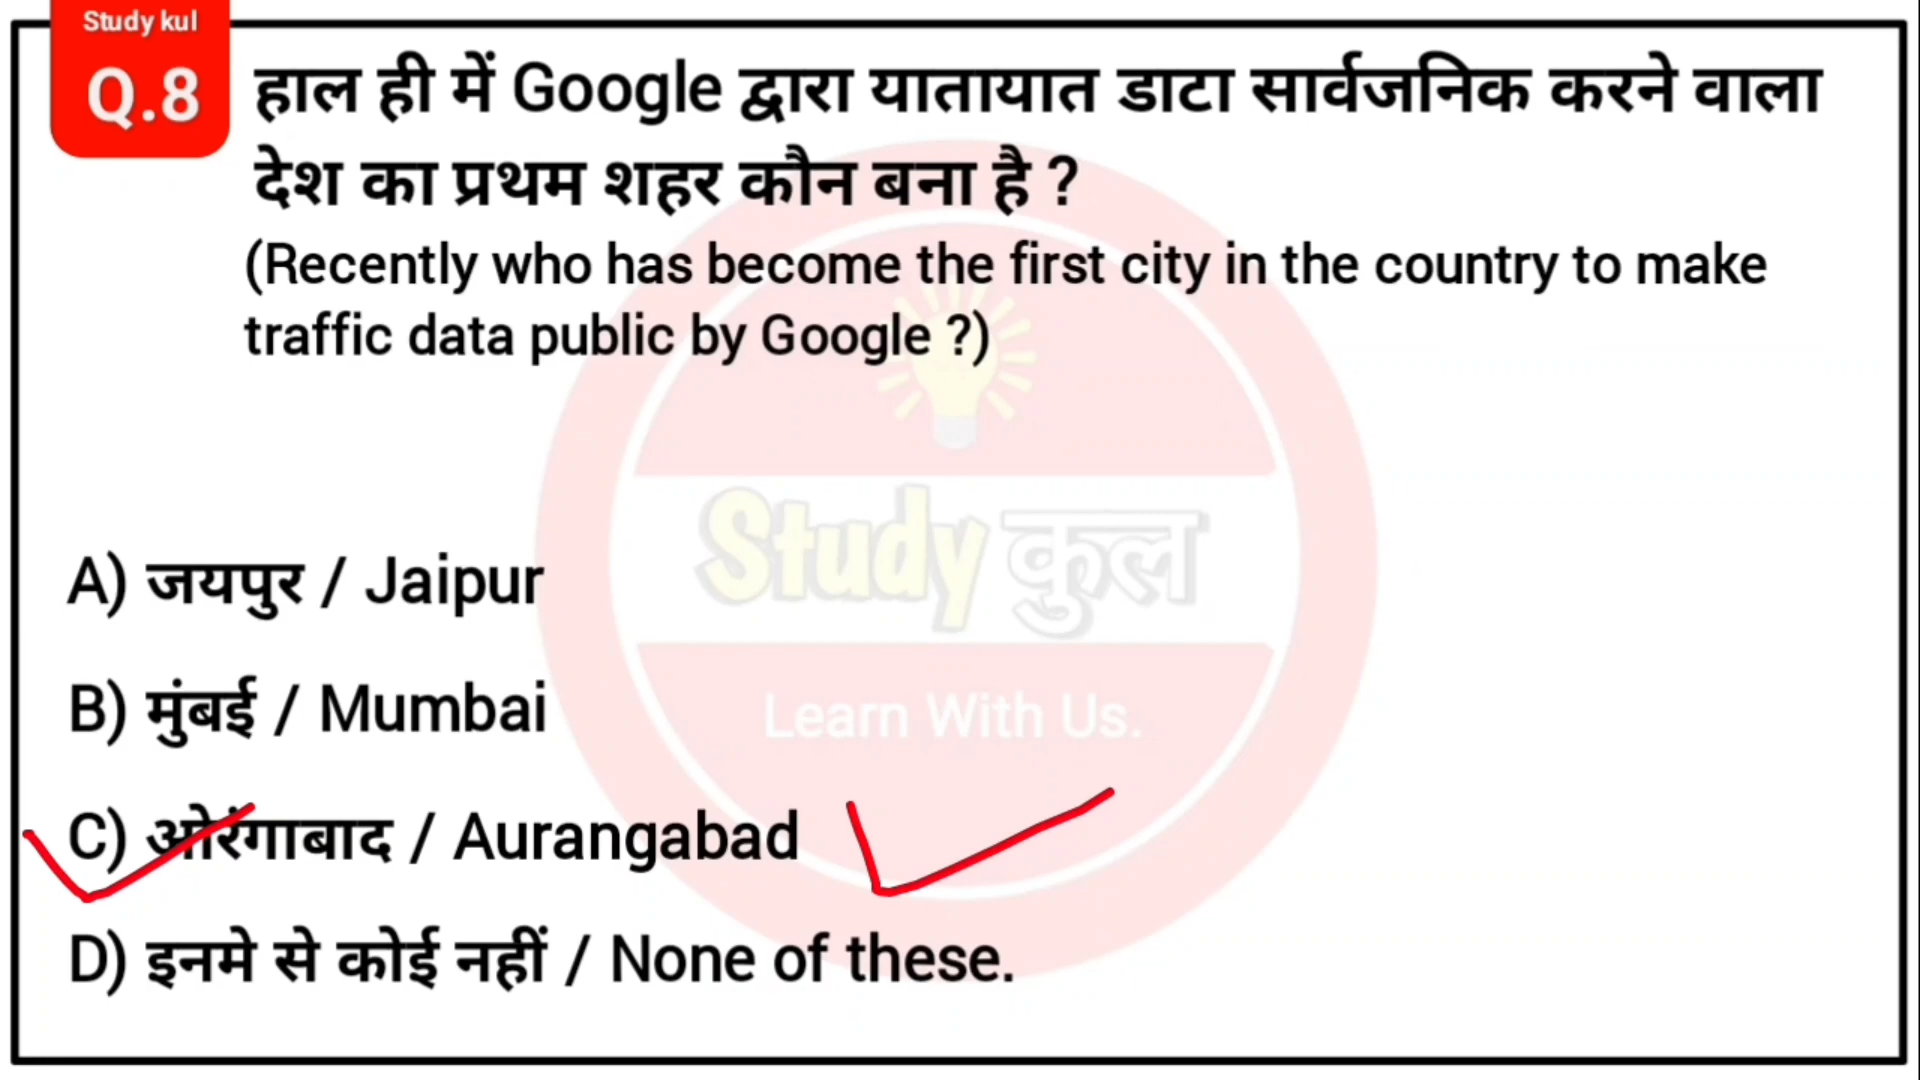 Study kul
Q.8
हाल ही में Google द्वारा यातायात डाटा सार्वजनिक करने वाला
देश का प्रथम शहर कौन बना है ?
(Recently who has become the first city in the country to make
traffic data public by Google ?)
Study कुल
Learn With Us.
A) जयपुर / Jaipur
B) मुंबई / Mumbai
C) ओरंगाबाद / Aurangabad
D) इनमे से कोई नहीं / None of these.